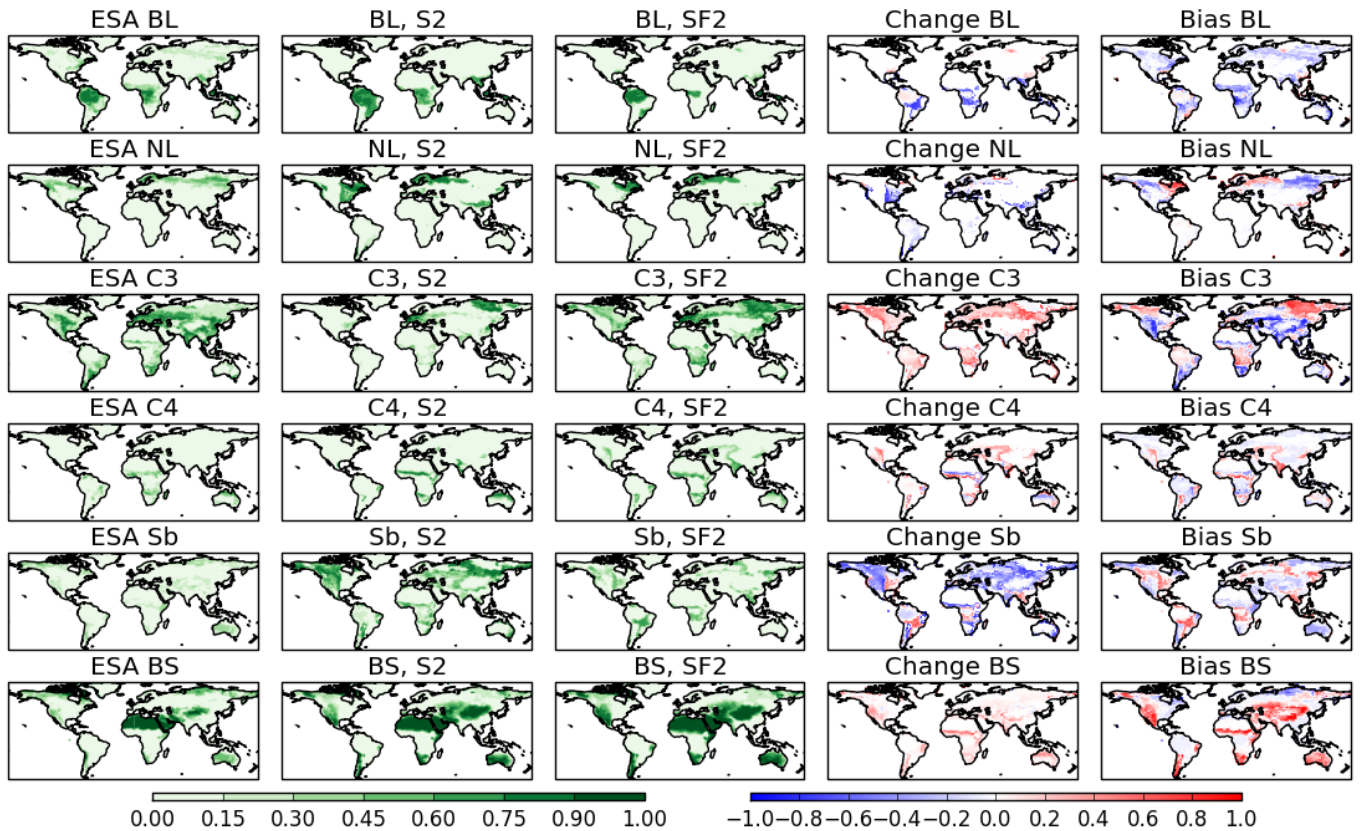 ESA BL BL, S2 BL, SF2 Change BL Bias BL
ESA NL NL, S2 NL, SF2 Change NL Bias NL
ESA C3 C3, S2 C3, SF2 Change C3 Bias C3
ESA C4 C4, S2 C4, SF2 Change C4 Bias C4
ESA Sb Sb, S2 Sb, SF2 Change Sb Bias Sb
ESA BS BS, S2 BS, SF2 Change BS Bias BS
0.00 0.15 0.30 0.45 0.60 0.75 0.90 1.00 −1.0 −0.8 −0.6 −0.4 −0.2 0.0 0.2 0.4 0.6 0.8 1.0